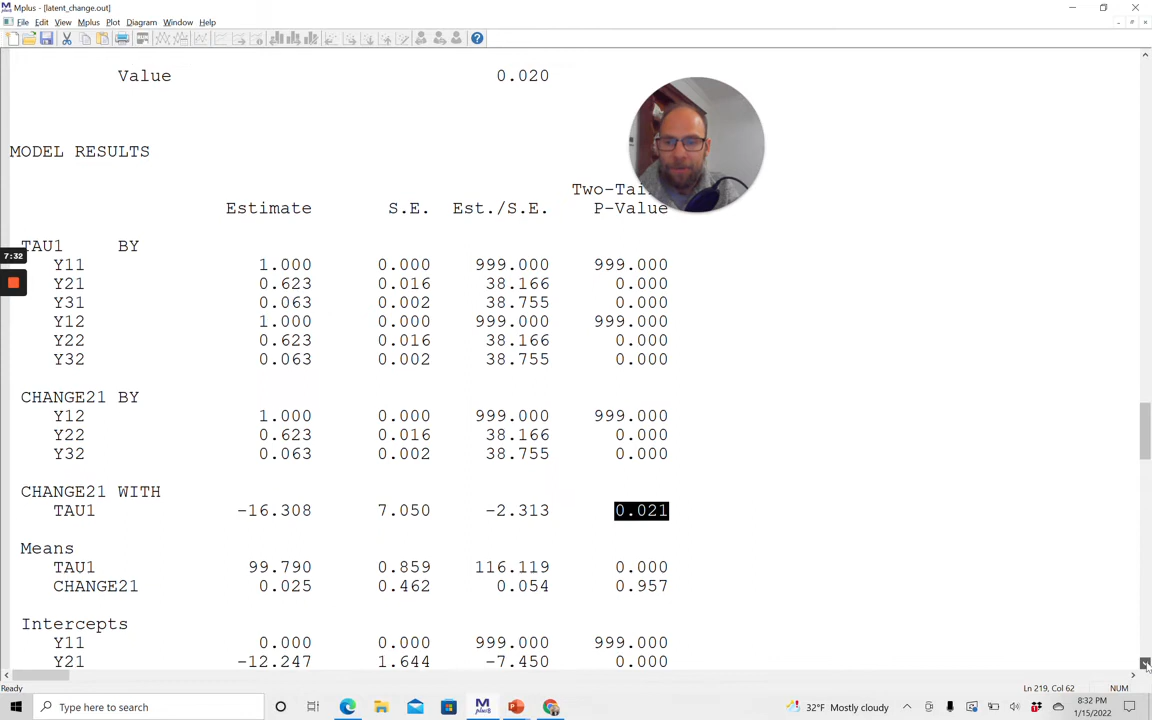 Mplus - [latent_change.out]
File Edit View Mplus Plot Diagram Window Help
Value 0.020
MODEL RESULTS
Estimate S.E. Est./S.E. P-Value
TAU1 BY
Y11 1.000 0.000 999.000 999.000
Y21 0.623 0.016 38.166 0.000
Y31 0.063 0.002 38.755 0.000
Y12 1.000 0.000 999.000 999.000
Y22 0.623 0.016 38.166 0.000
Y32 0.063 0.002 38.755 0.000
CHANGE21 BY
Y12 1.000 0.000 999.000 999.000
Y22 0.623 0.016 38.166 0.000
Y32 0.063 0.002 38.755 0.000
CHANGE21 WITH
TAU1 -16.308 7.050 -2.313 0.021
Means
TAU1 99.790 0.859 116.119 0.000
CHANGE21 0.025 0.462 0.054 0.957
Intercepts
Y11 0.000 0.000 999.000 999.000
Y21 -12.247 1.644 -7.450 0.000
7:32
Ready Ln 219, Col 62 NUM
Type here to search 32°F Mostly cloudy 8:32 PM
1/15/2022